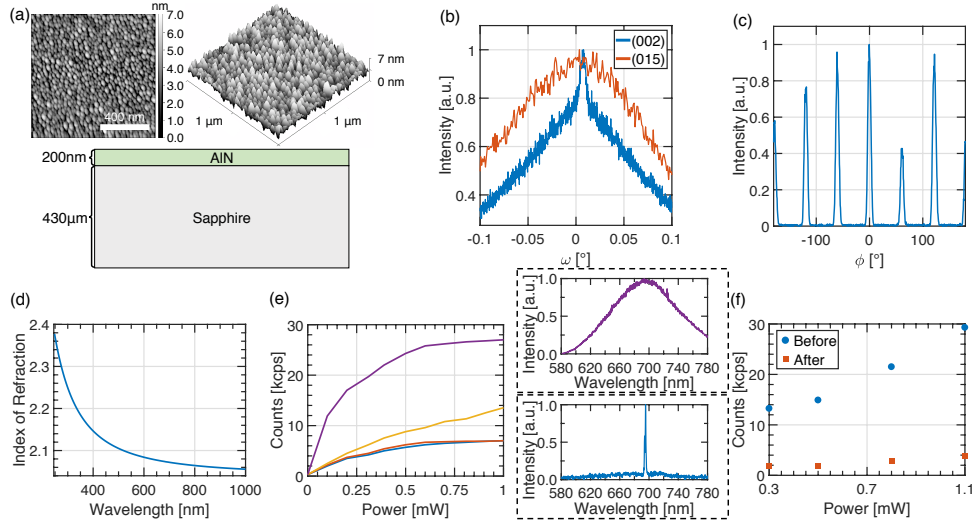 (a)
nm
7.0
6.0
5.0
4.0
3.0
2.0
1.0
0.0
400 nm
7 nm
0 nm
1 µm
1 µm
200nm
AlN
430µm
Sapphire
(b)
Intensity [a.u.]
1
0.8
0.6
0.4
(002)
(015)
-0.1 -0.05 0 0.05 0.1
ω [°]
(c)
Intensity [a.u.]
1
0.8
0.6
0.4
0.2
0
-100 0 100
ϕ [°]
(d)
Index of Refraction
2.4
2.3
2.2
2.1
400 600 800 1000
Wavelength [nm]
(e)
Counts [kcps]
30
20
10
0
0 0.25 0.5 0.75 1
Power [mW]
Intensity [a.u.]
1.0
0.5
0.0
580 620 660 700 740 780
Wavelength [nm]
Intensity [a.u.]
1.0
0.5
0.0
580 620 660 700 740 780
Wavelength [nm]
(f)
Counts [kcps]
30
20
10
0
Before
After
0.3 0.7 1.1
Power [mW]